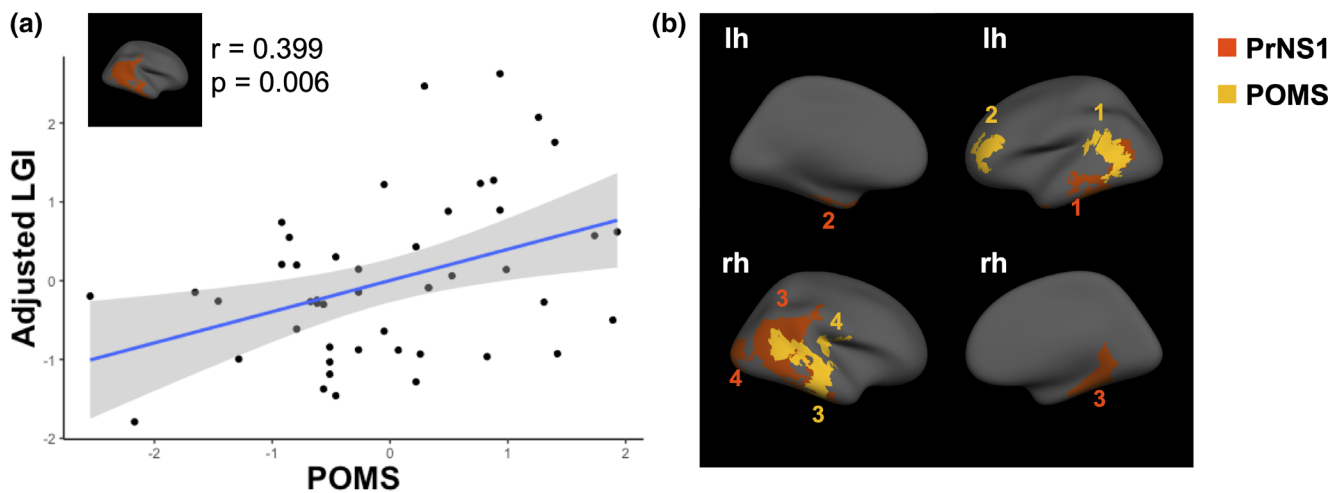 (a)
r = 0.399
p = 0.006
Adjusted LGI
2
1
0
-1
-2
-2 -1 0 1 2
POMS
(b)
lh lh
2 1
2 1
rh rh
3 4
4 3 3
PrNS1
POMS